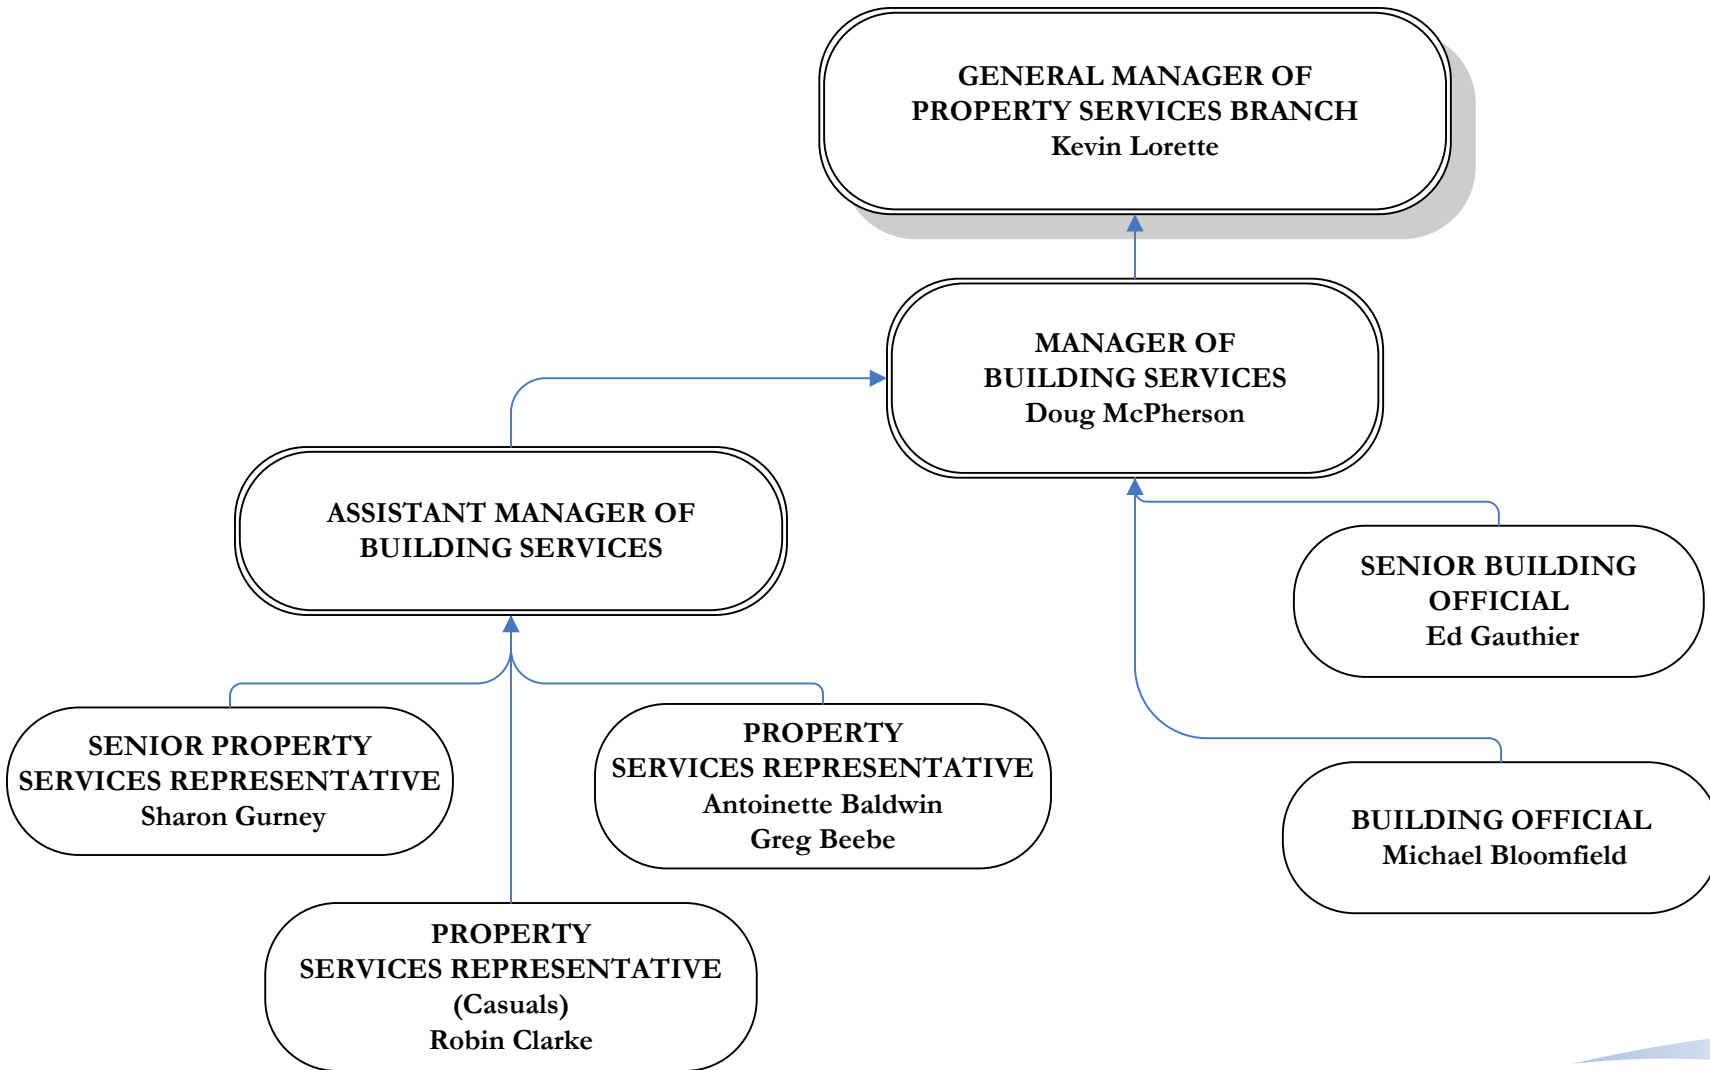 GENERAL MANAGER OF
PROPERTY SERVICES BRANCH
Kevin Lorette
MANAGER OF
BUILDING SERVICES
Doug McPherson
ASSISTANT MANAGER OF
BUILDING SERVICES
SENIOR BUILDING
OFFICIAL
Ed Gauthier
SENIOR PROPERTY
SERVICES REPRESENTATIVE
Sharon Gurney
PROPERTY
SERVICES REPRESENTATIVE
Antoinette Baldwin
Greg Beebe
BUILDING OFFICIAL
Michael Bloomfield
PROPERTY
SERVICES REPRESENTATIVE
(Casuals)
Robin Clarke